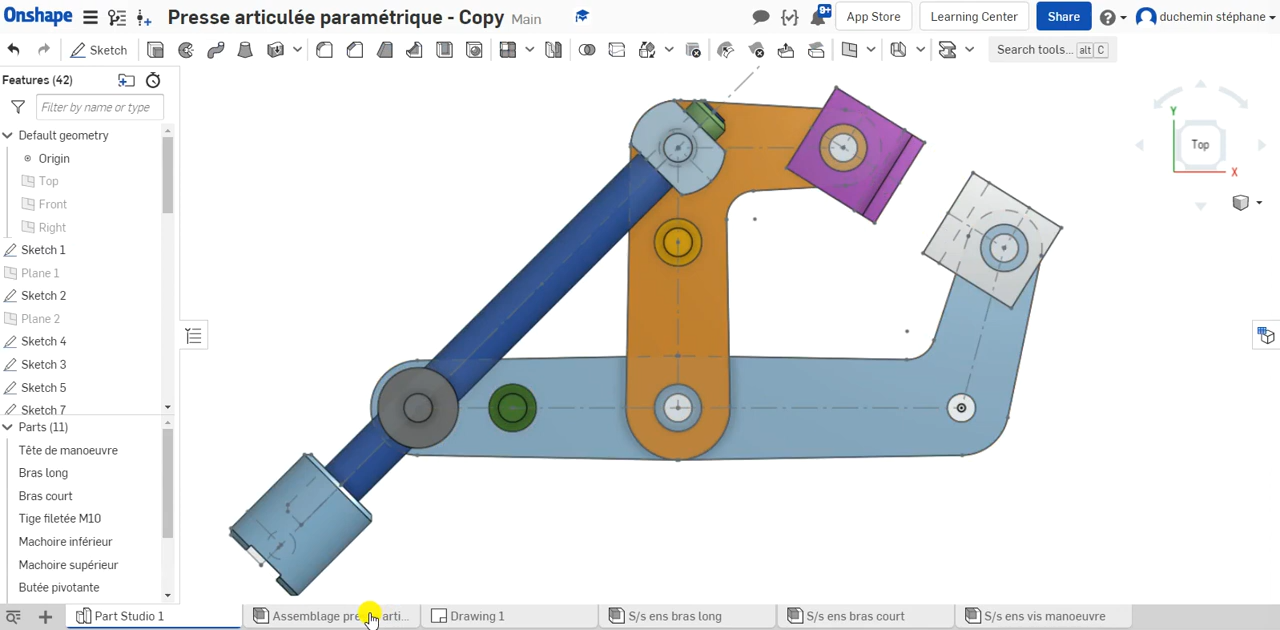 Onshape Presse articulée paramétrique - Copy Main 9+ App Store Learning Center Share duchemin stéphane
Sketch Search tools... alt C
Features (42)
Filter by name or type
Default geometry
Origin
Top
Front
Right
Sketch 1
Plane 1
Sketch 2
Plane 2
Sketch 4
Sketch 3
Sketch 5
Sketch 7
Parts (11)
Tête de manoeuvre
Bras long
Bras court
Tige filetée M10
Machoire inférieur
Machoire supérieur
Butée pivotante
Y
Top
X
Part Studio 1 Assemblage arti... Drawing 1 S/s ens bras long S/s ens bras court S/s ens vis manoeuvre